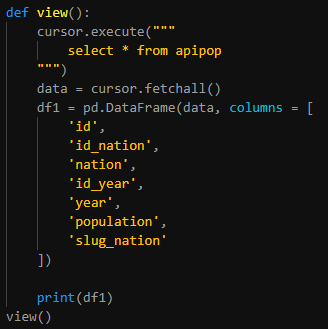 def view():
    cursor.execute("""
        select * from apipop
    """)
    data = cursor.fetchall()
    df1 = pd.DataFrame(data, columns = [
        'id',
        'id_nation',
        'nation',
        'id_year',
        'year',
        'population',
        'slug_nation'
    ])
    print(df1)
view()